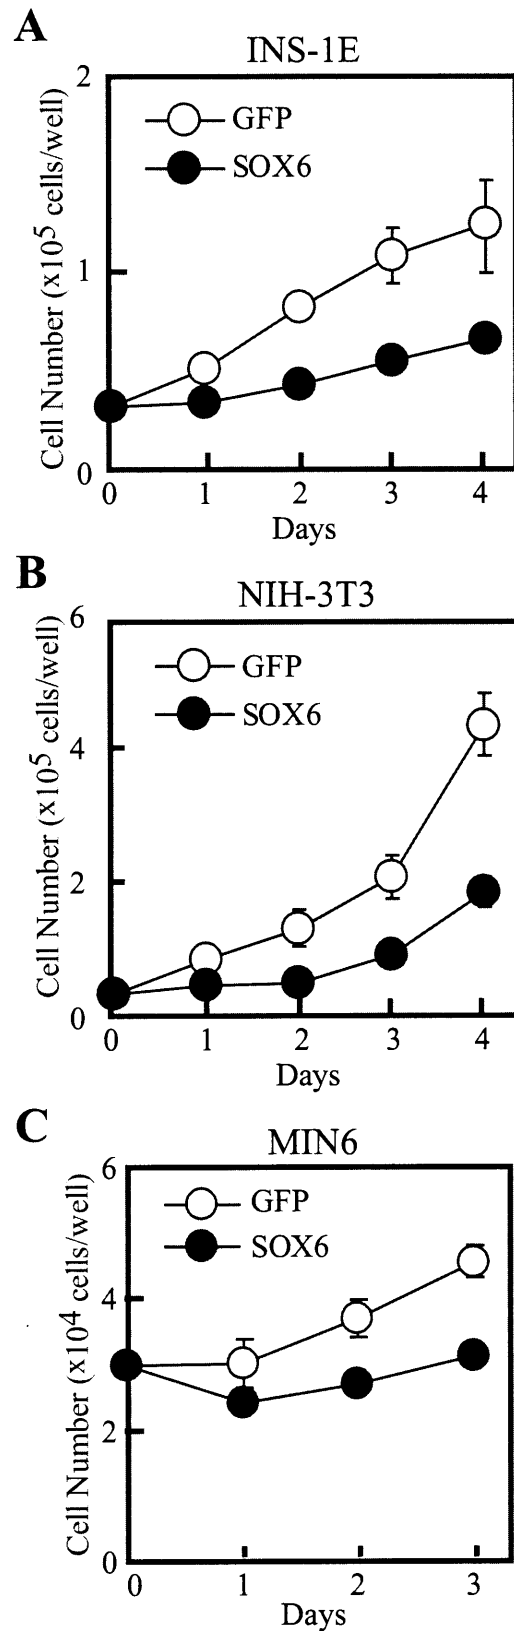 A
INS-1E
2
GFP
SOX6
1
0
Cell Number (x10⁵ cells/well)
0 1 2 3 4
Days
B
NIH-3T3
6
GFP
SOX6
4
2
0
Cell Number (x10⁵ cells/well)
0 1 2 3 4
Days
C
MIN6
6
GFP
SOX6
4
2
0
Cell Number (x10⁴ cells/well)
0 1 2 3
Days